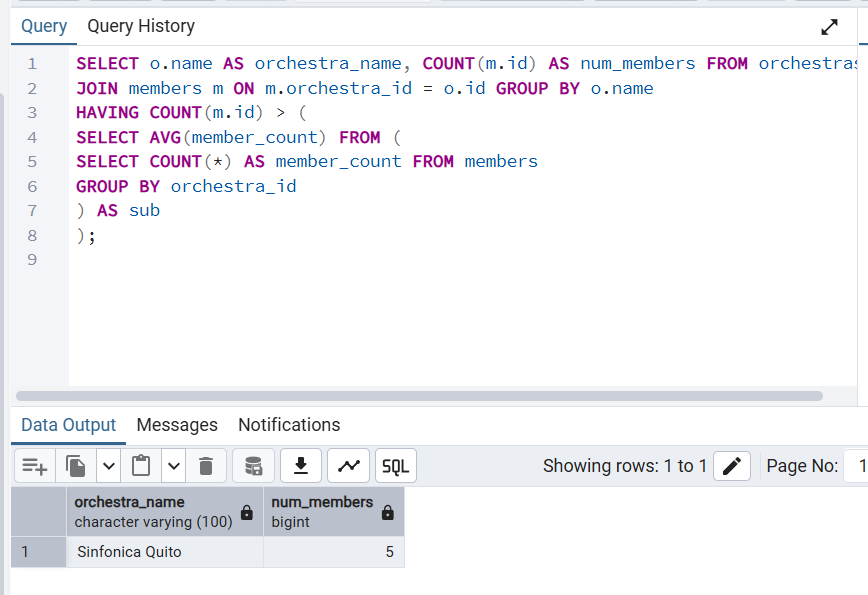 Query Query History
1 SELECT o.name AS orchestra_name, COUNT(m.id) AS num_members FROM orchestras
2 JOIN members m ON m.orchestra_id = o.id GROUP BY o.name
3 HAVING COUNT(m.id) > (
4 SELECT AVG(member_count) FROM (
5 SELECT COUNT(*) AS member_count FROM members
6 GROUP BY orchestra_id
7 ) AS sub
8 );
9
Data Output Messages Notifications
SQL Showing rows: 1 to 1 Page No: 1
orchestra_name num_members
character varying (100) bigint
1 Sinfonica Quito 5